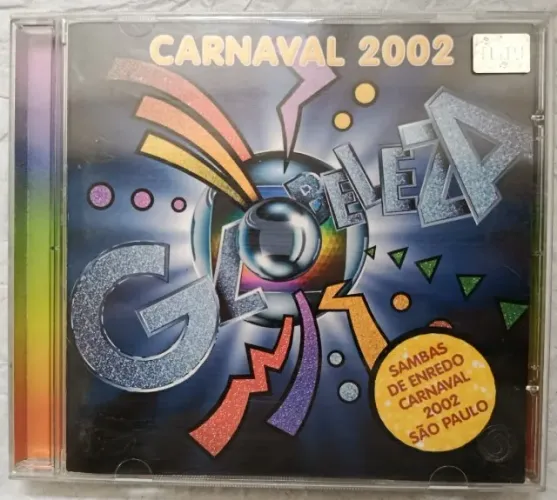 CARNAVAL 2002
GLOBELEZA
SAMBAS
DE ENREDO
CARNAVAL
2002
SÃO PAULO